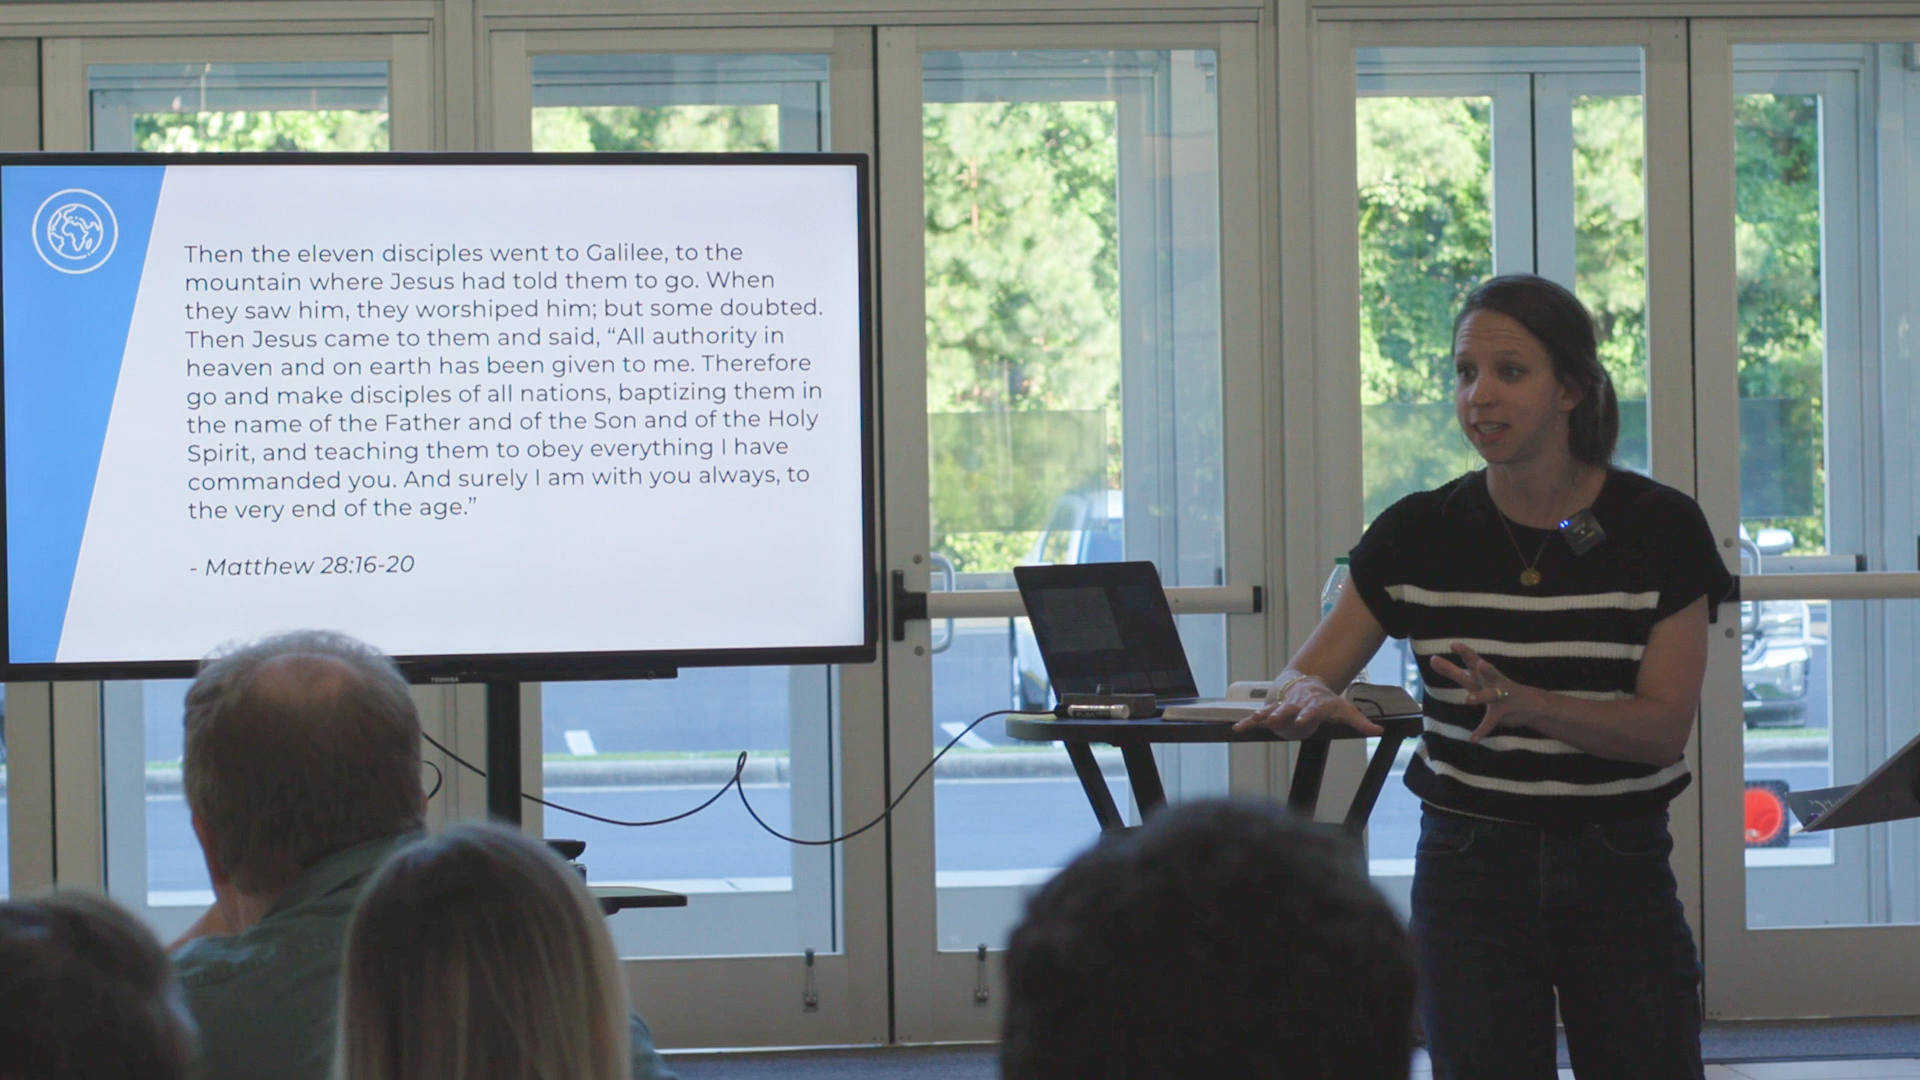 Then the eleven disciples went to Galilee, to the
mountain where Jesus had told them to go. When
they saw him, they worshiped him; but some doubted.
Then Jesus came to them and said, “All authority in
heaven and on earth has been given to me. Therefore
go and make disciples of all nations, baptizing them in
the name of the Father and of the Son and of the Holy
Spirit, and teaching them to obey everything I have
commanded you. And surely I am with you always, to
the very end of the age.”
- Matthew 28:16-20
TOSHIBA